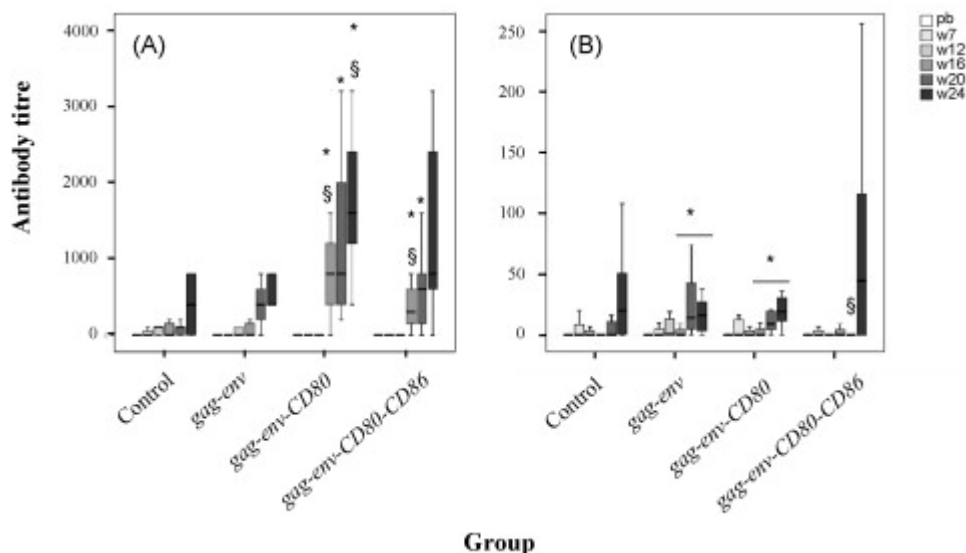 (A)
(B)
Antibody titre
4000
3000
2000
1000
0
* § * * § * § *
250
200
150
100
50
0
* * §
pb
w7
w12
w16
w20
w24
Control
gag-env
gag-env-CD80
gag-env-CD80-CD86
Control
gag-env
gag-env-CD80
gag-env-CD80-CD86
Group